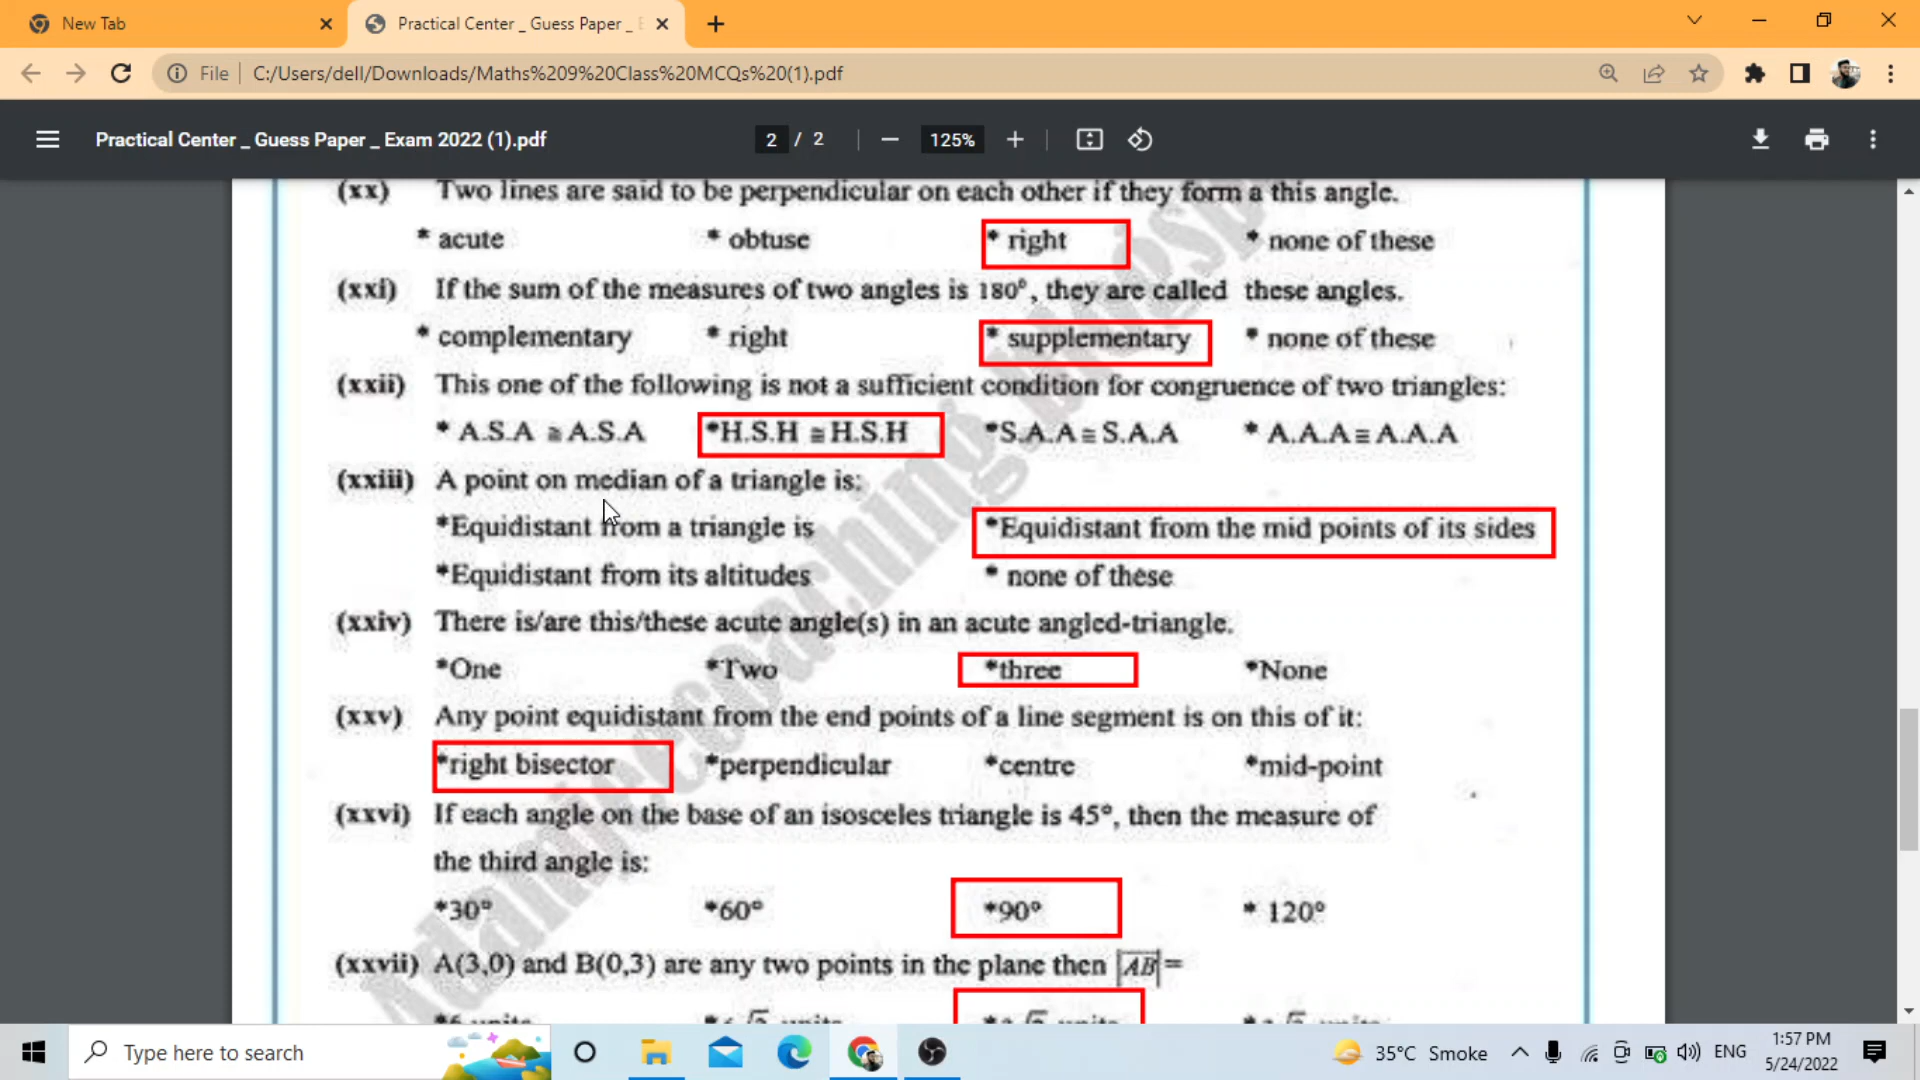 New Tab
Practical Center _ Guess Paper _ E
File C:/Users/dell/Downloads/Maths%209%20Class%20MCQs%20(1).pdf
Practical Center _ Guess Paper _ Exam 2022 (1).pdf 2 / 2 125%
(xx) Two lines are said to be perpendicular on each other if they form a this angle.
* acute * obtuse * right * none of these
(xxi) If the sum of the measures of two angles is 180°, they are called these angles.
* complementary * right * supplementary * none of these
(xxii) This one of the following is not a sufficient condition for congruence of two triangles:
* A.S.A ≅ A.S.A *H.S.H ≅ H.S.H *S.A.A ≅ S.A.A * A.A.A ≅ A.A.A
(xxiii) A point on median of a triangle is:
*Equidistant from a triangle is *Equidistant from the mid points of its sides
*Equidistant from its altitudes * none of these
(xxiv) There is/are this/these acute angle(s) in an acute angled-triangle.
*One *Two *three *None
(xxv) Any point equidistant from the end points of a line segment is on this of it:
*right bisector *perpendicular *centre *mid-point
(xxvi) If each angle on the base of an isosceles triangle is 45°, then the measure of
the third angle is:
*30° *60° *90° * 120°
(xxvii) A(3,0) and B(0,3) are any two points in the plane then |AB|=
Type here to search
35°C Smoke ENG 1:57 PM
5/24/2022